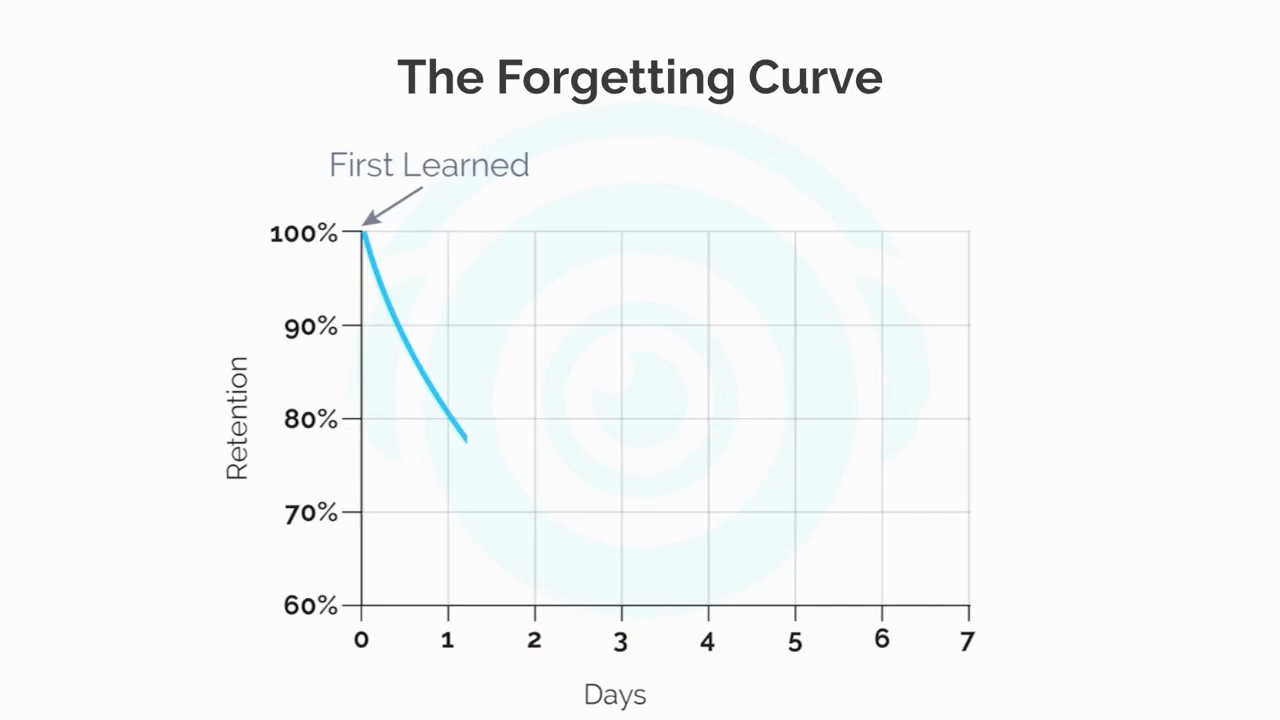 The Forgetting Curve
First Learned
100%
90%
80%
70%
60%
Retention
0 1 2 3 4 5 6 7
Days